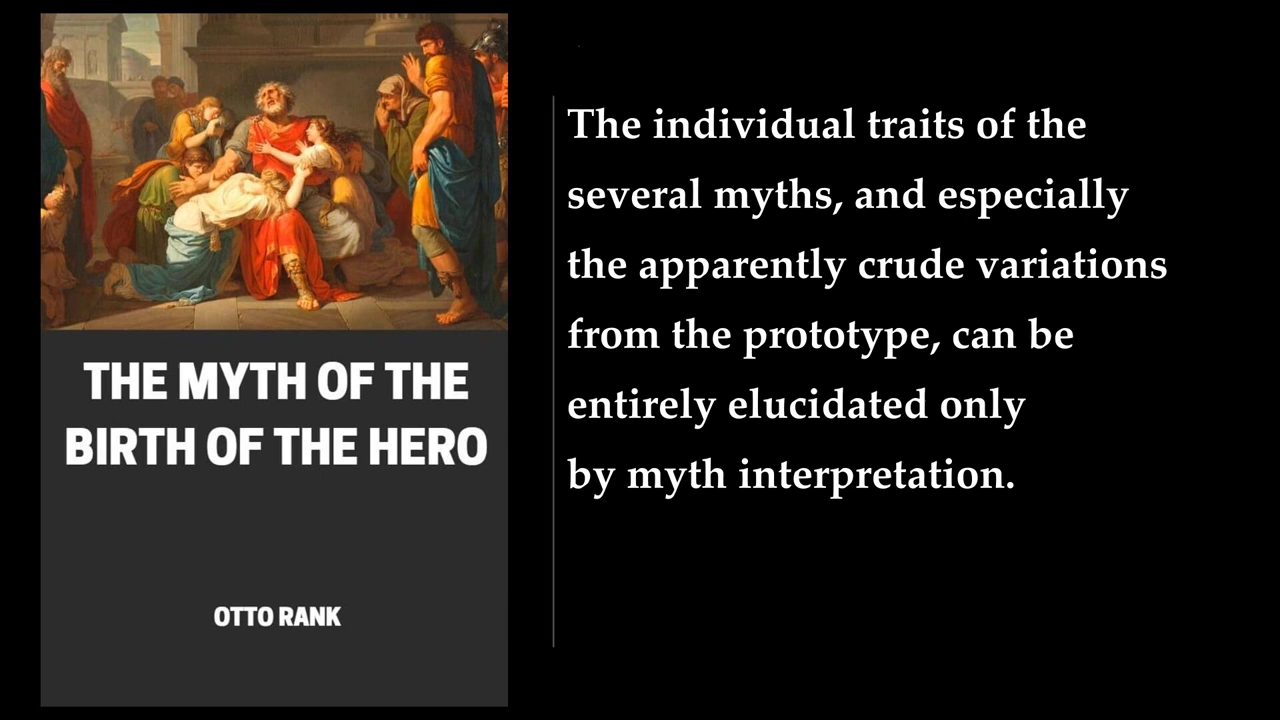 THE MYTH OF THE
BIRTH OF THE HERO
OTTO RANK
The individual traits of the
several myths, and especially
the apparently crude variations
from the prototype, can be
entirely elucidated only
by myth interpretation.